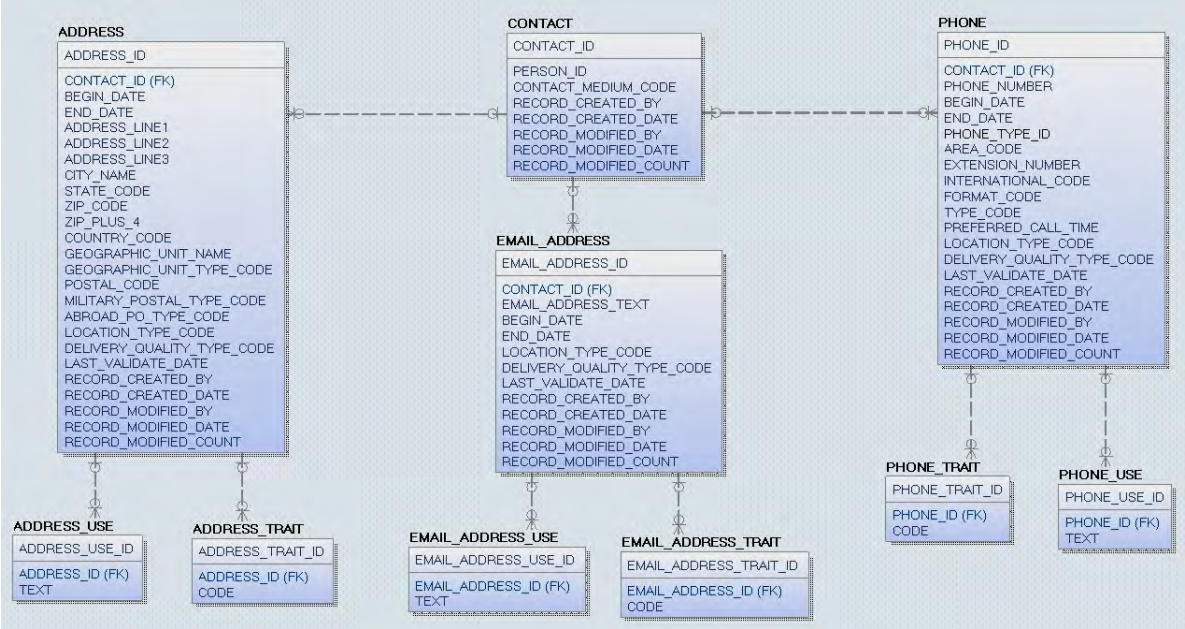 ADDRESS
ADDRESS_ID
CONTACT_ID (FK)
BEGIN_DATE
END_DATE
ADDRESS_LINE1
ADDRESS_LINE2
ADDRESS_LINE3
CITY_NAME
STATE_CODE
ZIP_CODE
ZIP_PLUS_4
COUNTRY_CODE
GEOGRAPHIC_UNIT_NAME
GEOGRAPHIC_UNIT_TYPE_CODE
POSTAL_CODE
MILITARY_POSTAL_TYPE_CODE
ABROAD_PO_TYPE_CODE
LOCATION_TYPE_CODE
DELIVERY_QUALITY_TYPE_CODE
LAST_VALIDATE_DATE
RECORD_CREATED_BY
RECORD_CREATED_DATE
RECORD_MODIFIED_BY
RECORD_MODIFIED_DATE
RECORD_MODIFIED_COUNT
CONTACT
CONTACT_ID
PERSON_ID
CONTACT_MEDIUM_CODE
RECORD_CREATED_BY
RECORD_CREATED_DATE
RECORD_MODIFIED_BY
RECORD_MODIFIED_DATE
RECORD_MODIFIED_COUNT
PHONE
PHONE_ID
CONTACT_ID (FK)
PHONE_NUMBER
BEGIN_DATE
END_DATE
PHONE_TYPE_ID
AREA_CODE
EXTENSION_NUMBER
INTERNATIONAL_CODE
FORMAT_CODE
TYPE_CODE
PREFERRED_CALL_TIME
LOCATION_TYPE_CODE
DELIVERY_QUALITY_TYPE_CODE
LAST_VALIDATE_DATE
RECORD_CREATED_BY
RECORD_CREATED_DATE
RECORD_MODIFIED_BY
RECORD_MODIFIED_DATE
RECORD_MODIFIED_COUNT
EMAIL_ADDRESS
EMAIL_ADDRESS_ID
CONTACT_ID (FK)
EMAIL_ADDRESS_TEXT
BEGIN_DATE
END_DATE
LOCATION_TYPE_CODE
DELIVERY_QUALITY_TYPE_CODE
LAST_VALIDATE_DATE
RECORD_CREATED_BY
RECORD_CREATED_DATE
RECORD_MODIFIED_BY
RECORD_MODIFIED_DATE
RECORD_MODIFIED_COUNT
ADDRESS_USE
ADDRESS_USE_ID
ADDRESS_ID (FK)
TEXT
ADDRESS_TRAIT
ADDRESS_TRAIT_ID
ADDRESS_ID (FK)
CODE
EMAIL_ADDRESS_USE
EMAIL_ADDRESS_USE_ID
EMAIL_ADDRESS_ID (FK)
TEXT
EMAIL_ADDRESS_TRAIT
EMAIL_ADDRESS_TRAIT_ID
EMAIL_ADDRESS_ID (FK)
CODE
PHONE_TRAIT
PHONE_TRAIT_ID
PHONE_ID (FK)
CODE
PHONE_USE
PHONE_USE_ID
PHONE_ID (FK)
TEXT